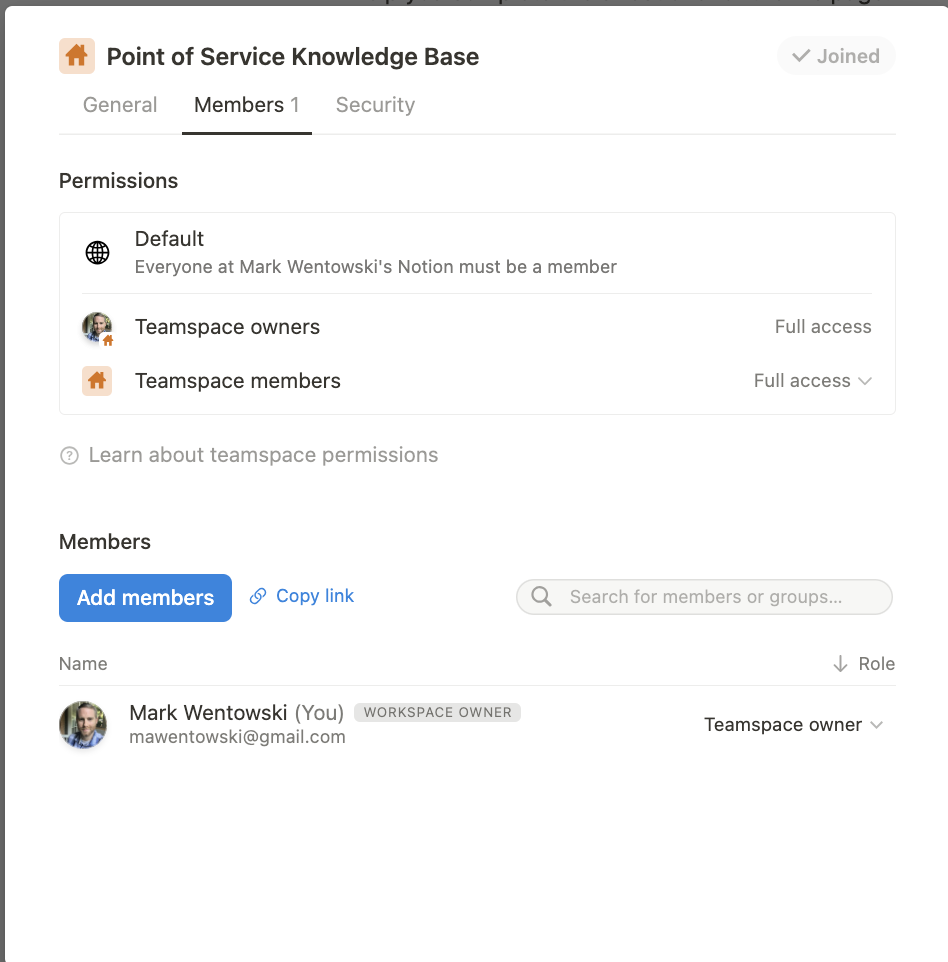 Point of Service Knowledge Base
Joined
General Members 1 Security
Permissions
Default
Everyone at Mark Wentowski's Notion must be a member
Teamspace owners Full access
Teamspace members Full access
? Learn about teamspace permissions
Members
Add members Copy link Search for members or groups...
Name ↓ Role
Mark Wentowski (You) WORKSPACE OWNER
mawentowski@gmail.com
Teamspace owner